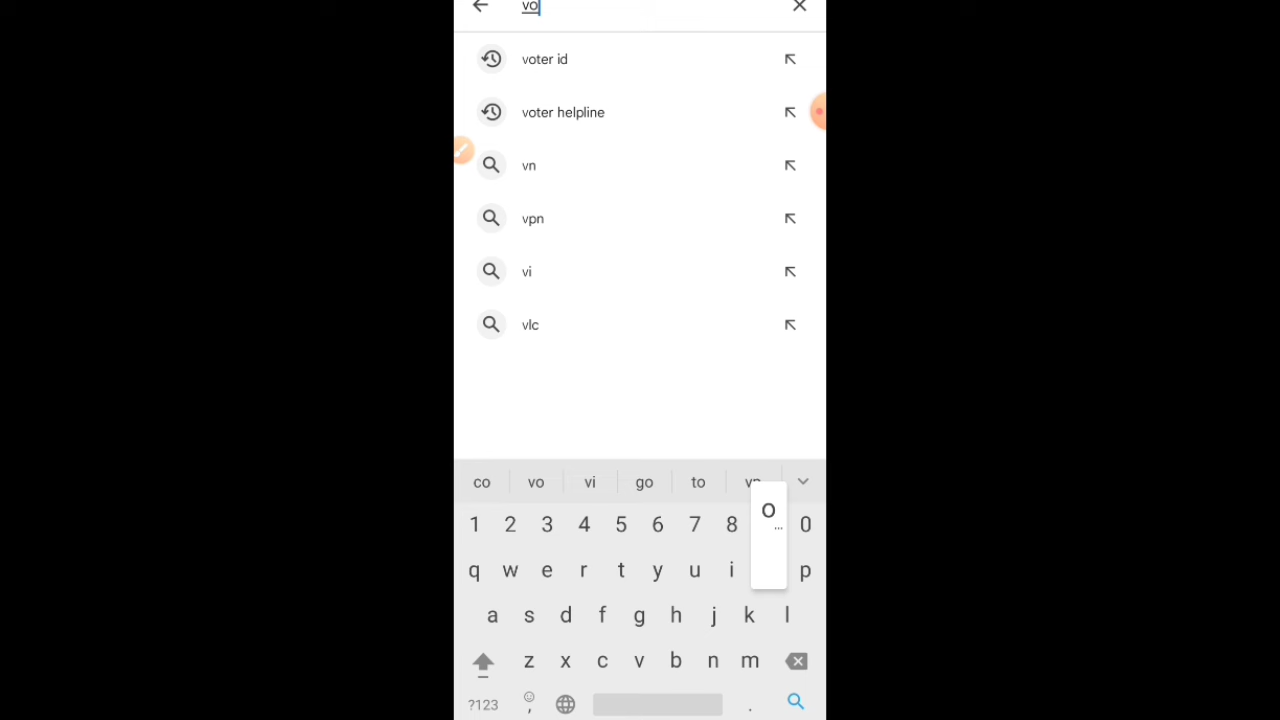 vo
voter id
voter helpline
vn
vpn
vi
vlc
co vo vi go to
1 2 3 4 5 6 7 8 0
o
q w e r t y u i p
a s d f g h j k l
z x c v b n m
?123 , .